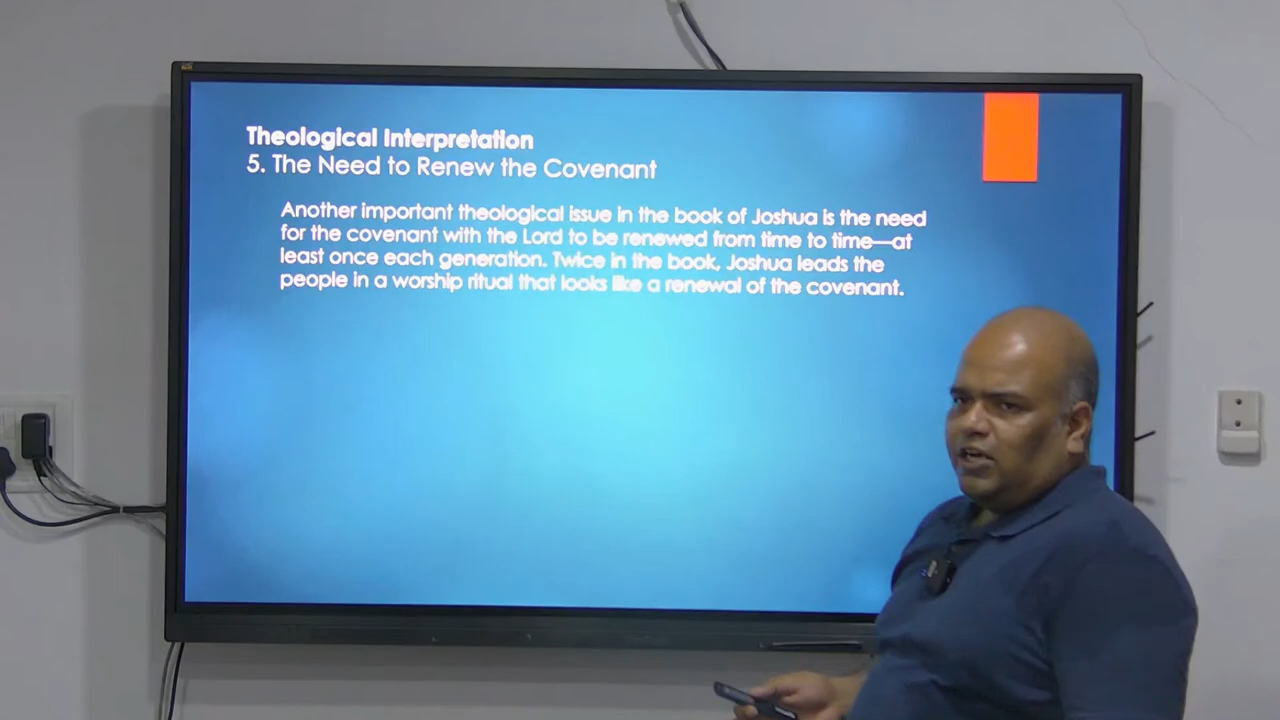 Theological Interpretation
5. The Need to Renew the Covenant
Another important theological issue in the book of Joshua is the need
for the covenant with the Lord to be renewed from time to time—at
least once each generation. Twice in the book, Joshua leads the
people in a worship ritual that looks like a renewal of the covenant.